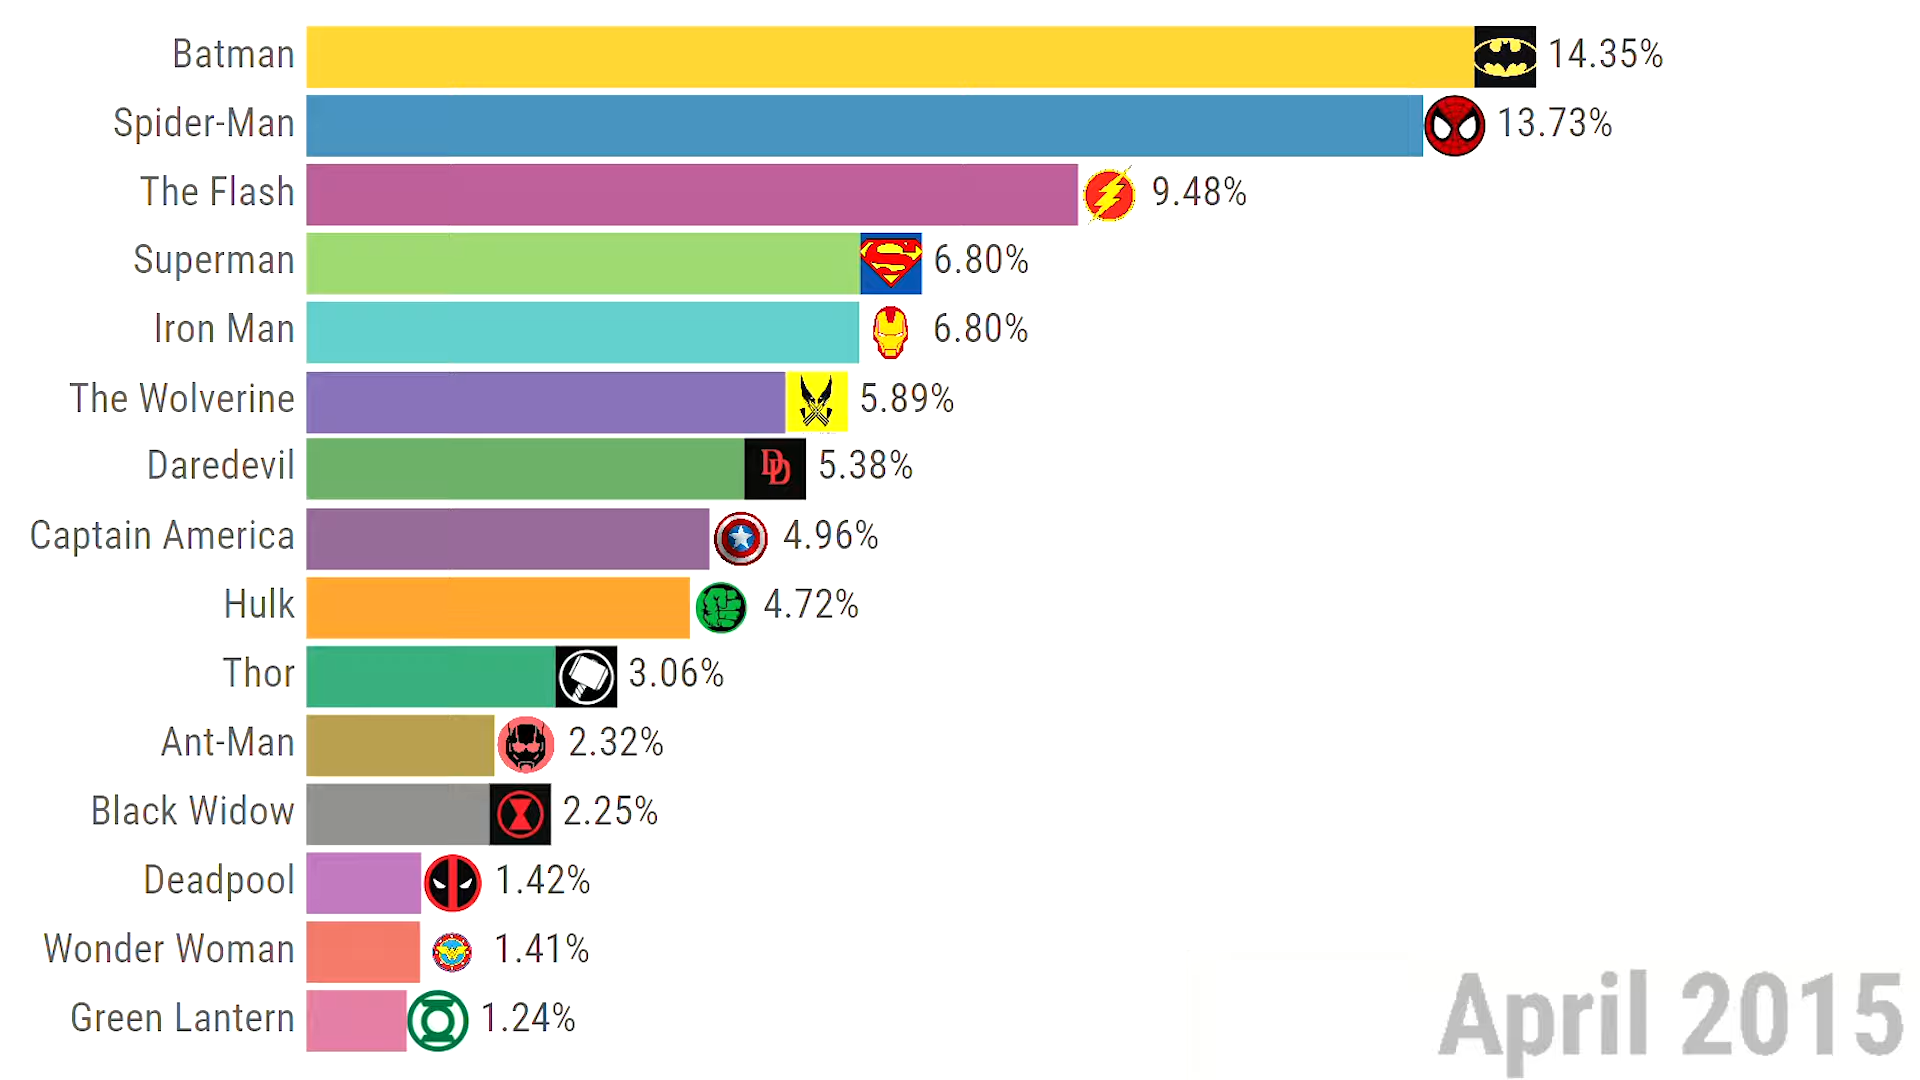 Batman 14.35%
Spider-Man 13.73%
The Flash 9.48%
Superman 6.80%
Iron Man 6.80%
The Wolverine 5.89%
Daredevil DD 5.38%
Captain America 4.96%
Hulk 4.72%
Thor 3.06%
Ant-Man 2.32%
Black Widow 2.25%
Deadpool 1.42%
Wonder Woman 1.41%
Green Lantern 1.24%
April 2015